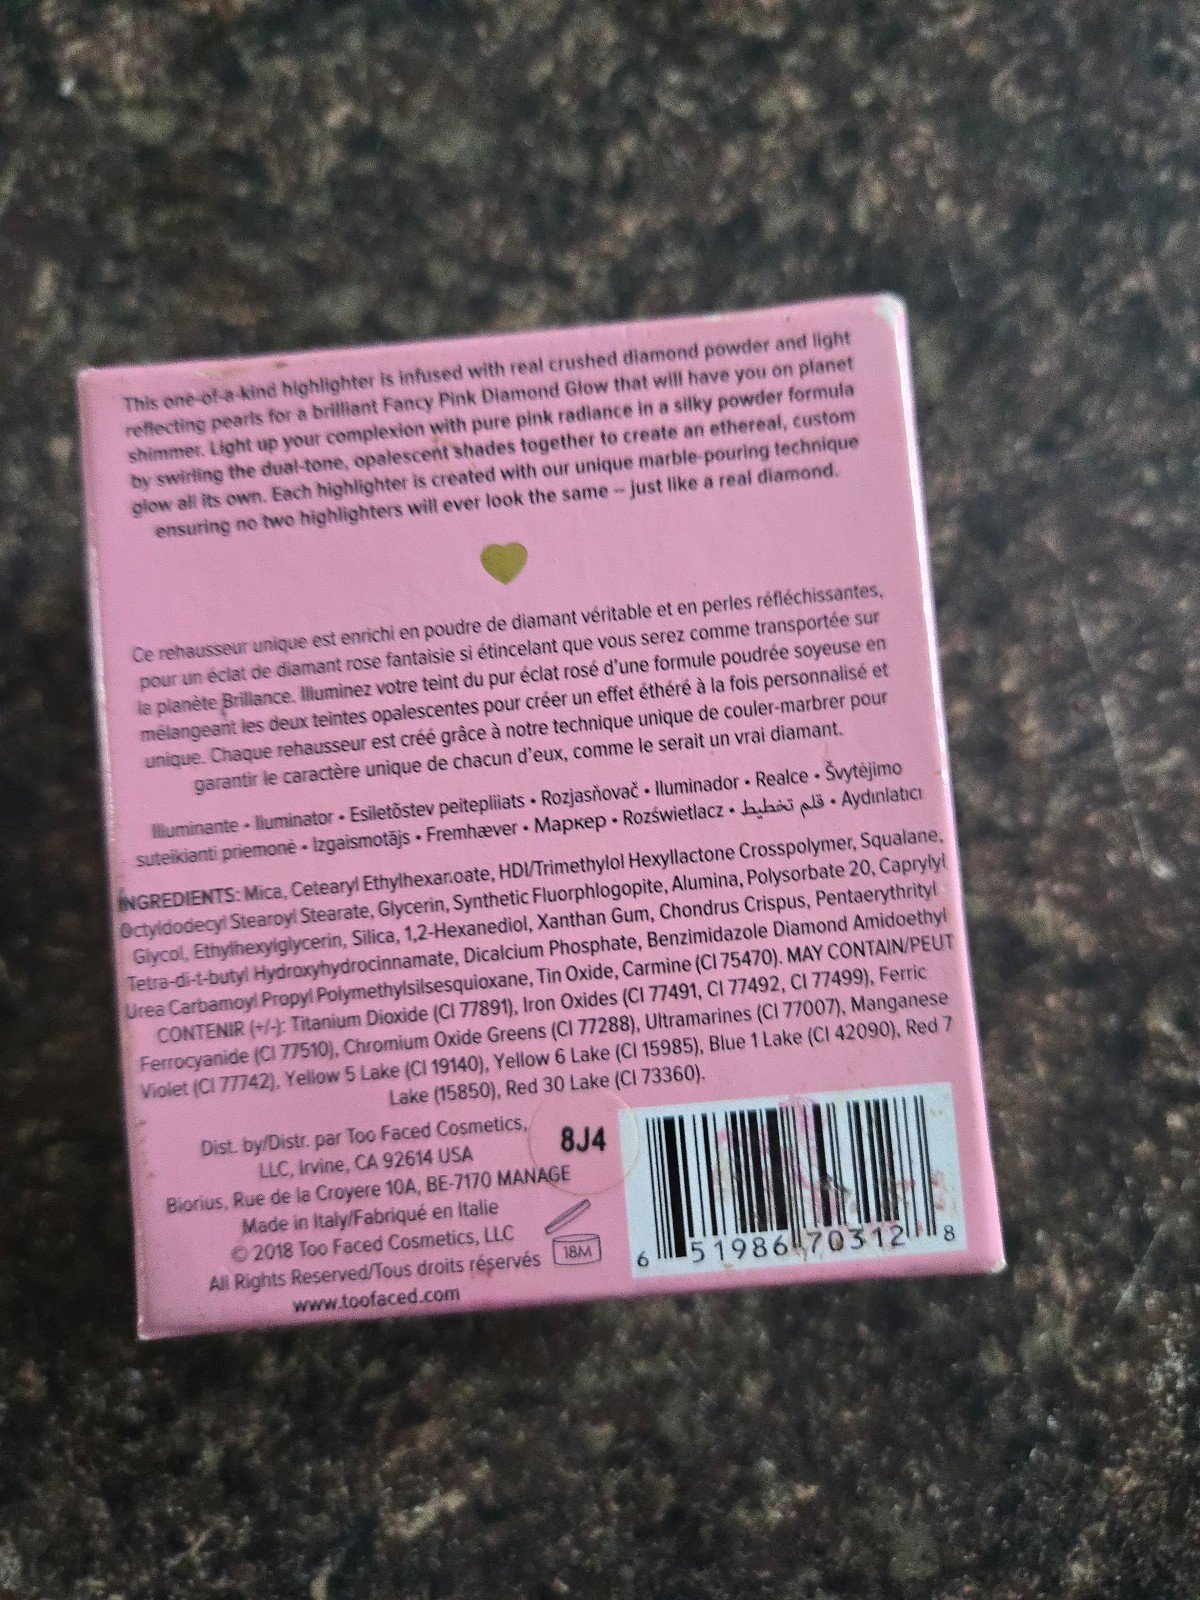 This one-of-a-kind highlighter is infused with real crushed diamond powder and light
reflecting pearls for a brilliant Fancy Pink Diamond Glow that will have you on planet
shimmer. Light up your complexion with pure pink radiance in a silky powder formula
by swirling the dual-tone, opalescent shades together to create an ethereal, custom
glow all its own. Each highlighter is created with our unique marble-pouring technique
ensuring no two highlighters will ever look the same – just like a real diamond.
Ce rehausseur unique est enrichi en poudre de diamant véritable et en perles réfléchissantes,
pour un éclat de diamant rose fantaisie si étincelant que vous serez comme transportée sur
la planète Brillance. Illuminez votre teint du pur éclat rosé d'une formule poudrée soyeuse en
mélangeant les deux teintes opalescentes pour créer un effet éthéré à la fois personnalisé et
unique. Chaque rehausseur est créé grâce à notre technique unique de couler-marbrer pour
garantir le caractère unique de chacun d'eux, comme le serait un vrai diamant.
Illuminante • Iluminator • Esiletõstev peitepliiats • Rozjasňovač • Iluminador • Realce • Švytėjimo
suteikianti priemonė • Izgaismotājs • Fremhæver • Маркер • Rozświetlacz • قلم تخطيط • Aydınlatıcı
INGREDIENTS: Mica, Cetearyl Ethylhexanoate, HDI/Trimethylol Hexyllactone Crosspolymer, Squalane,
Octyldodecyl Stearoyl Stearate, Glycerin, Synthetic Fluorphlogopite, Alumina, Polysorbate 20, Caprylyl
Glycol, Ethylhexylglycerin, Silica, 1,2-Hexanediol, Xanthan Gum, Chondrus Crispus, Pentaerythrityl
Tetra-di-t-butyl Hydroxyhydrocinnamate, Dicalcium Phosphate, Benzimidazole Diamond Amidoethyl
Urea Carbamoyl Propyl Polymethylsilsesquioxane, Tin Oxide, Carmine (CI 75470). MAY CONTAIN/PEUT
CONTENIR (+/-): Titanium Dioxide (CI 77891), Iron Oxides (CI 77491, CI 77492, CI 77499), Ferric
Ferrocyanide (CI 77510), Chromium Oxide Greens (CI 77288), Ultramarines (CI 77007), Manganese
Violet (CI 77742), Yellow 5 Lake (CI 19140), Yellow 6 Lake (CI 15985), Blue 1 Lake (CI 42090), Red 7
Lake (15850), Red 30 Lake (CI 73360).
Dist. by/Distr. par Too Faced Cosmetics,
LLC, Irvine, CA 92614 USA
Biorius, Rue de la Croyere 10A, BE-7170 MANAGE
Made in Italy/Fabriqué en Italie
© 2018 Too Faced Cosmetics, LLC
All Rights Reserved/Tous droits réservés
www.toofaced.com
8J4
18M
6 51986 70312 8